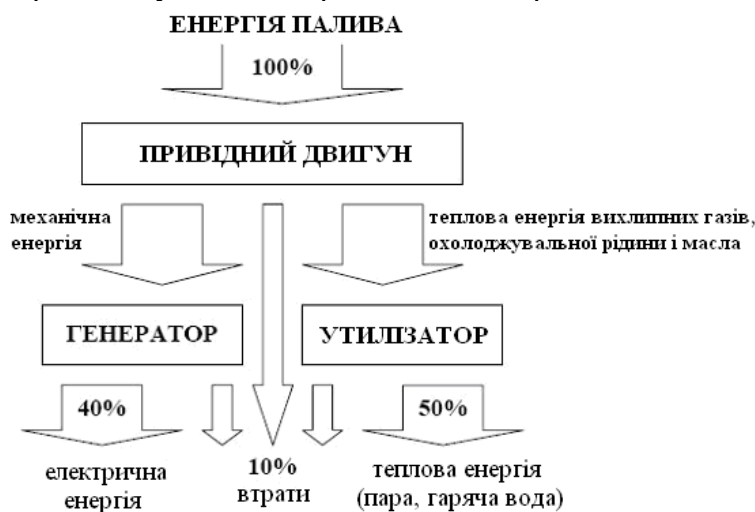 ЕНЕРГІЯ ПАЛИВА
100%
ПРИВІДНИЙ ДВИГУН
механічна
енергія
теплова енергія вихлипних газів,
охолоджувальної рідини і масла
ГЕНЕРАТОР
УТИЛІЗАТОР
40%
50%
електрична
енергія
10%
втрати
теплова енергія
(пара, гаряча вода)